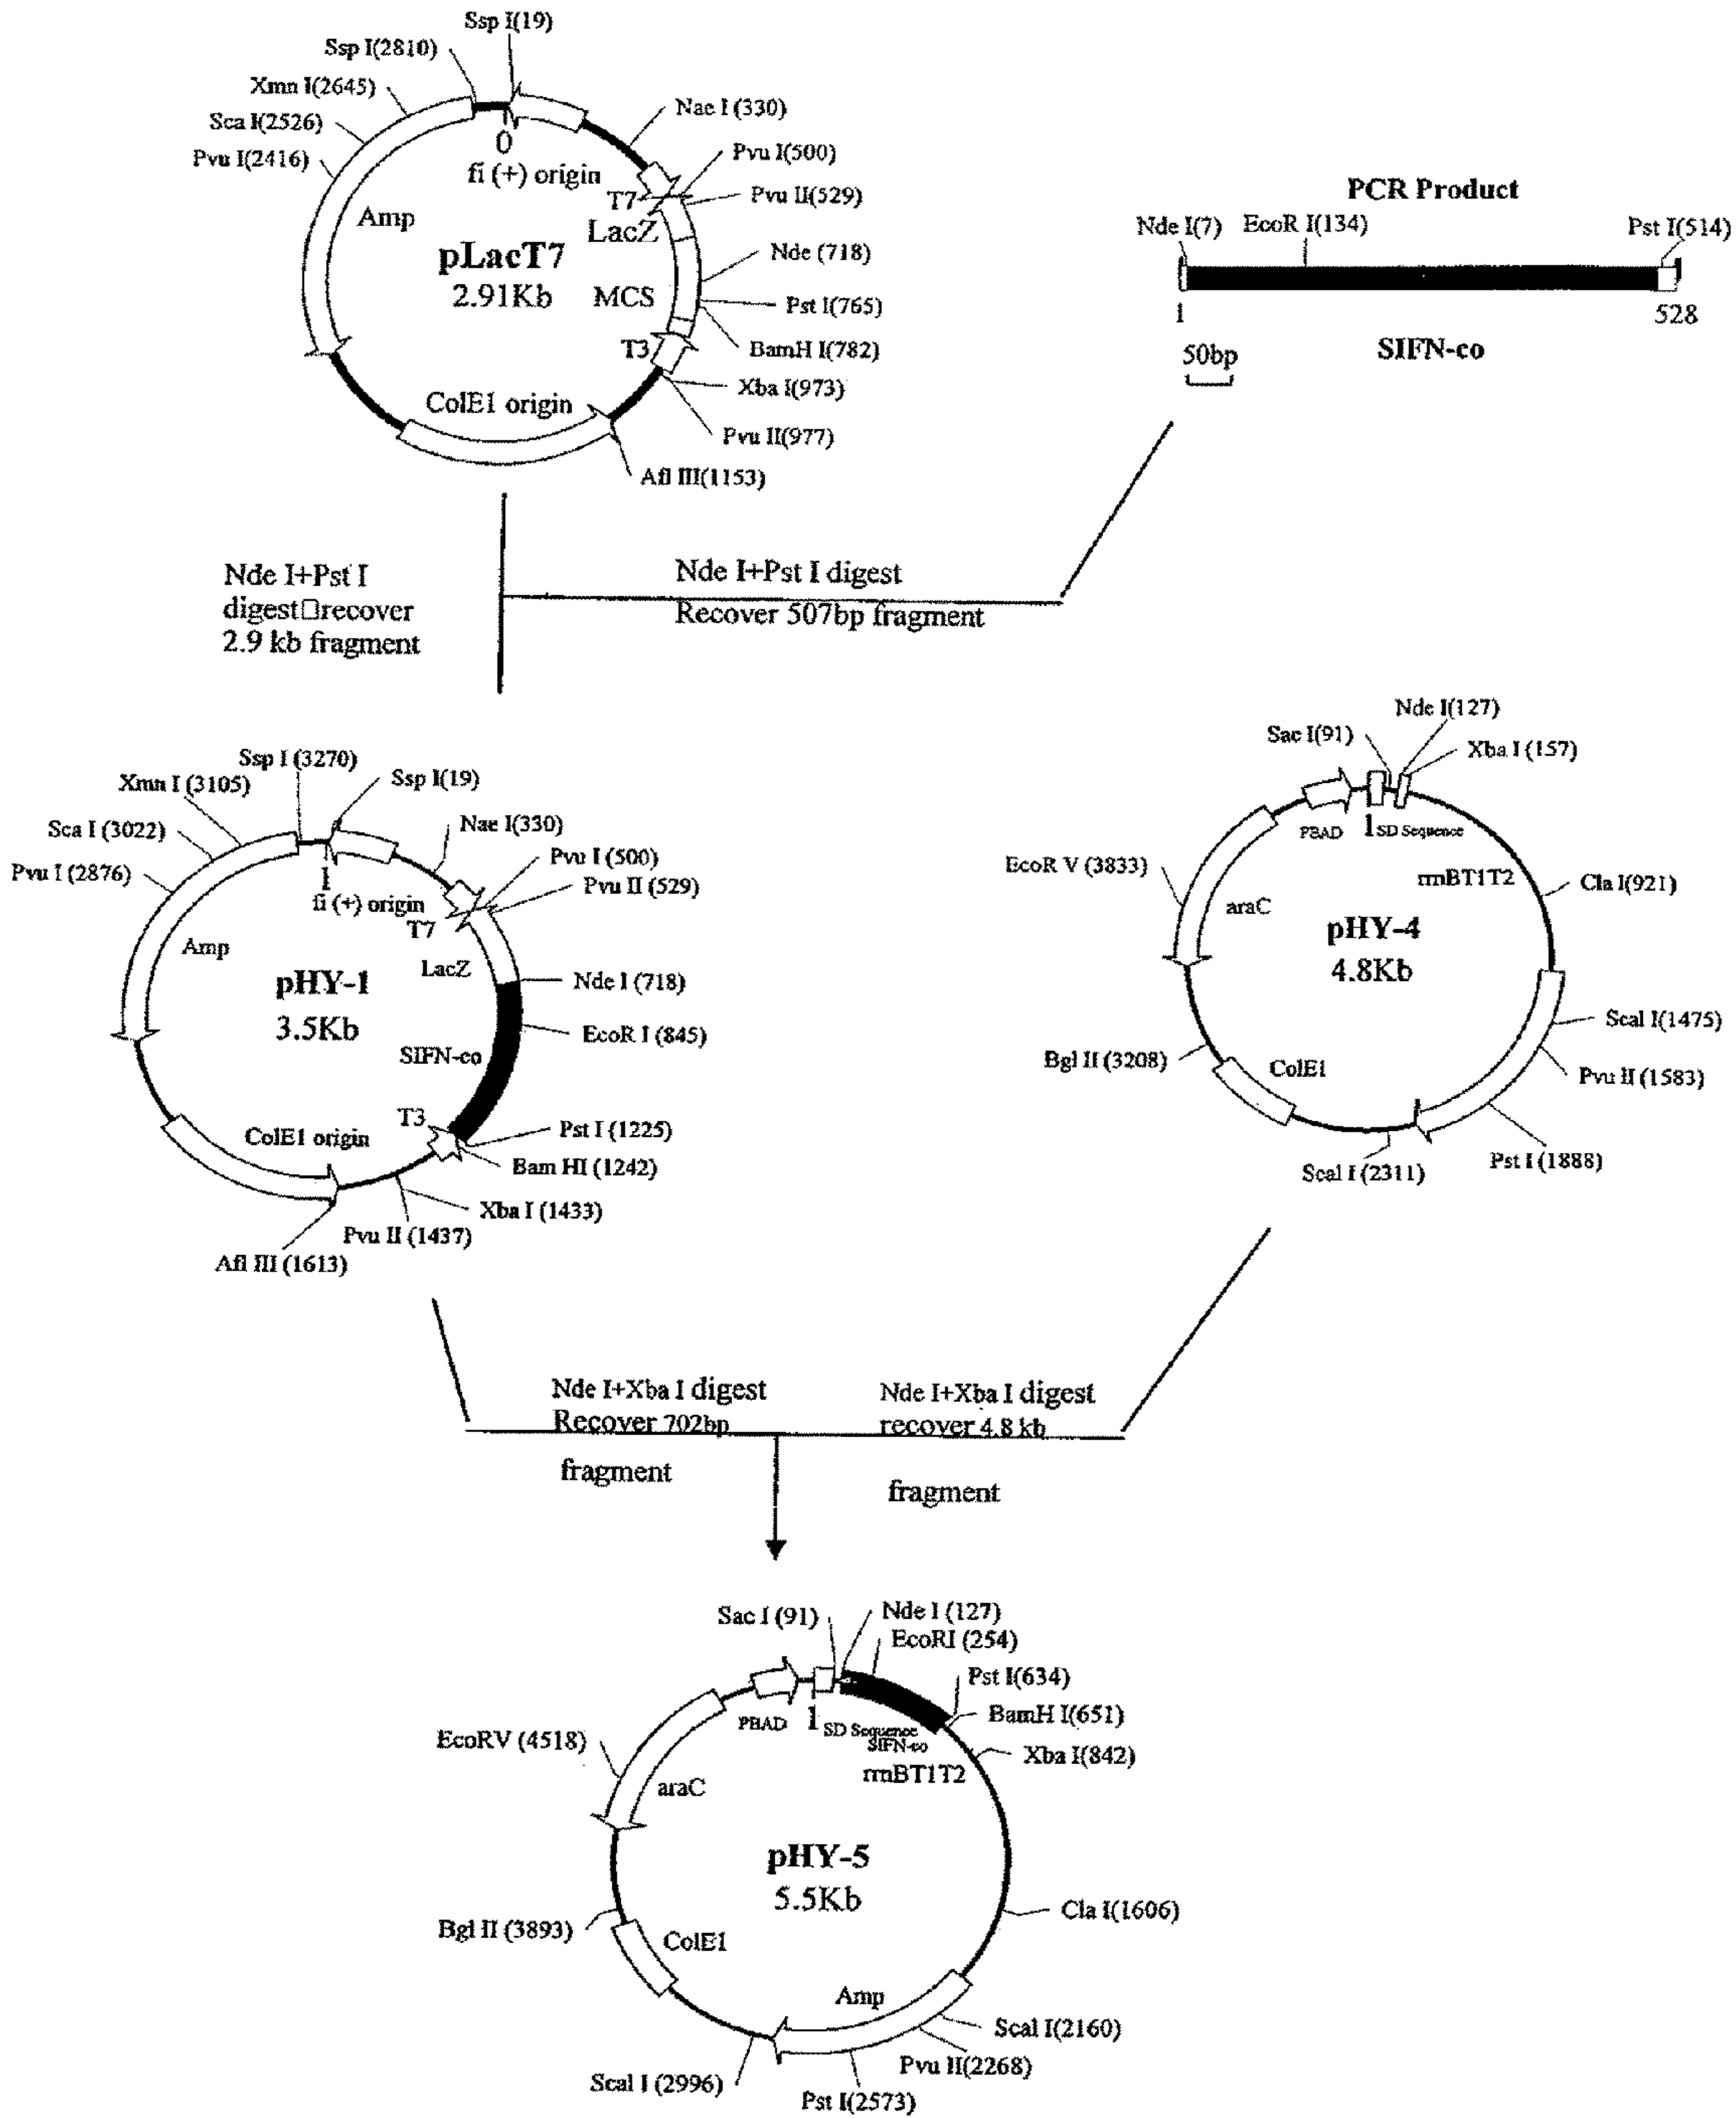 Ssp I(19)
Ssp I(2810)
Xmn I(2645)
Sca I(2526)
Pvu I(2416)
Nae I (330)
Pvu I(500)
Pvu II(529)
Nde (718)
Pst I(765)
BamH I(782)
Xba I(973)
Pvu II(977)
Afl III(1153)
0
fi (+) origin
T7
LacZ
Amp
pLacT7
2.91Kb
MCS
T3
ColE1 origin
PCR Product
Nde I(7)
EcoR I(134)
Pst I(514)
1
528
50bp
SIFN-co
Nde I+Pst I
digest□recover
2.9 kb fragment
Nde I+Pst I digest
Recover 507bp fragment
Ssp I (3270)
Ssp I(19)
Xmn I (3105)
Sca I (3022)
Pvu I (2876)
Nae I(330)
Pvu I (500)
Pvu II (529)
1
fi (+) origin
T7
Amp
LacZ
pHY-1
3.5Kb
Nde I (718)
EcoR I (845)
SIFN-co
T3
ColE1 origin
Pst I (1225)
Bam HI (1242)
Xba I (1433)
Pvu II (1437)
Afl III (1613)
Nde I(127)
Sac I(91)
Xba I (157)
PBAD
1
SD Sequence
EcoR V (3833)
rrnBT1T2
Cla I(921)
araC
pHY-4
4.8Kb
Scal I(1475)
Bgl II (3208)
ColE1
Pvu II (1583)
Pst I (1888)
Scal I (2311)
Nde I+Xba I digest
Recover 702bp
fragment
Nde I+Xba I digest
recover 4.8 kb
fragment
Sac I (91)
Nde I (127)
EcoRI (254)
Pst I(634)
BamH I(651)
Xba I(842)
PBAD
1
SD Sequence
SIFN-co
rrnBT1T2
EcoRV (4518)
araC
pHY-5
5.5Kb
Cla I(1606)
Bgl II (3893)
ColE1
Amp
Scal I(2160)
Pvu II(2268)
Scal I (2996)
Pst I(2573)